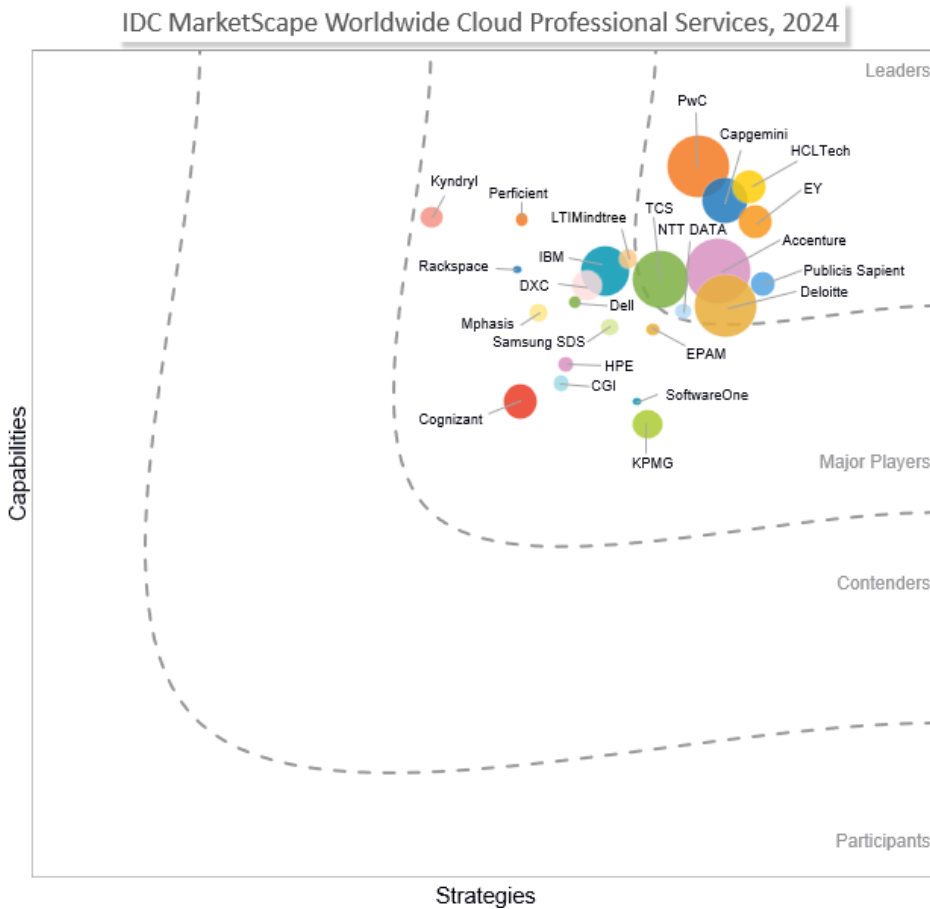 IDC MarketScape Worldwide Cloud Professional Services, 2024
Leaders
PwC
Capgemini
HCLTech
Kyndryl
Perficient
EY
LTIMindtree
TCS
NTT DATA
Accenture
IBM
Rackspace
Publicis Sapient
DXC
Deloitte
Dell
Mphasis
Samsung SDS
EPAM
HPE
CGI
SoftwareOne
Cognizant
KPMG
Major Players
Capabilities
Contenders
Participants
Strategies